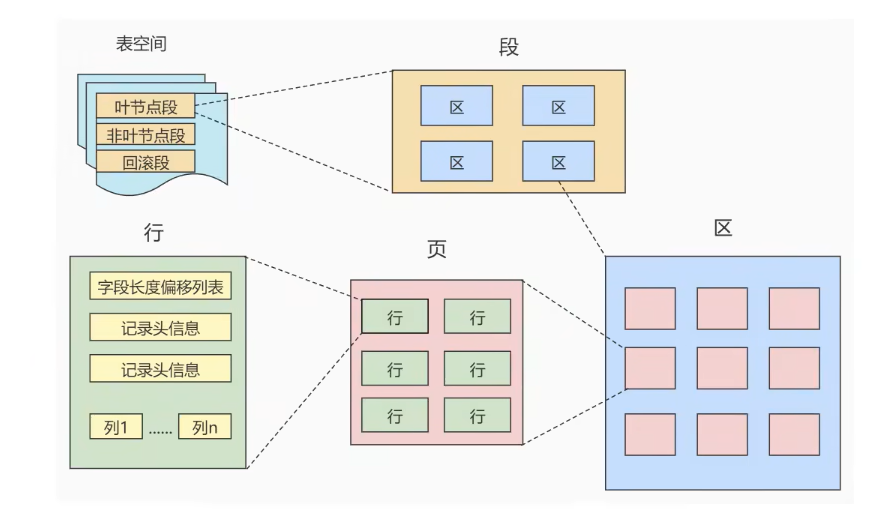 表空间
叶节点段
非叶节点段
回滚段
段
区 区
区 区
行
字段长度偏移列表
记录头信息
记录头信息
列1 ...... 列n
页
行 行
行 行
行 行
区